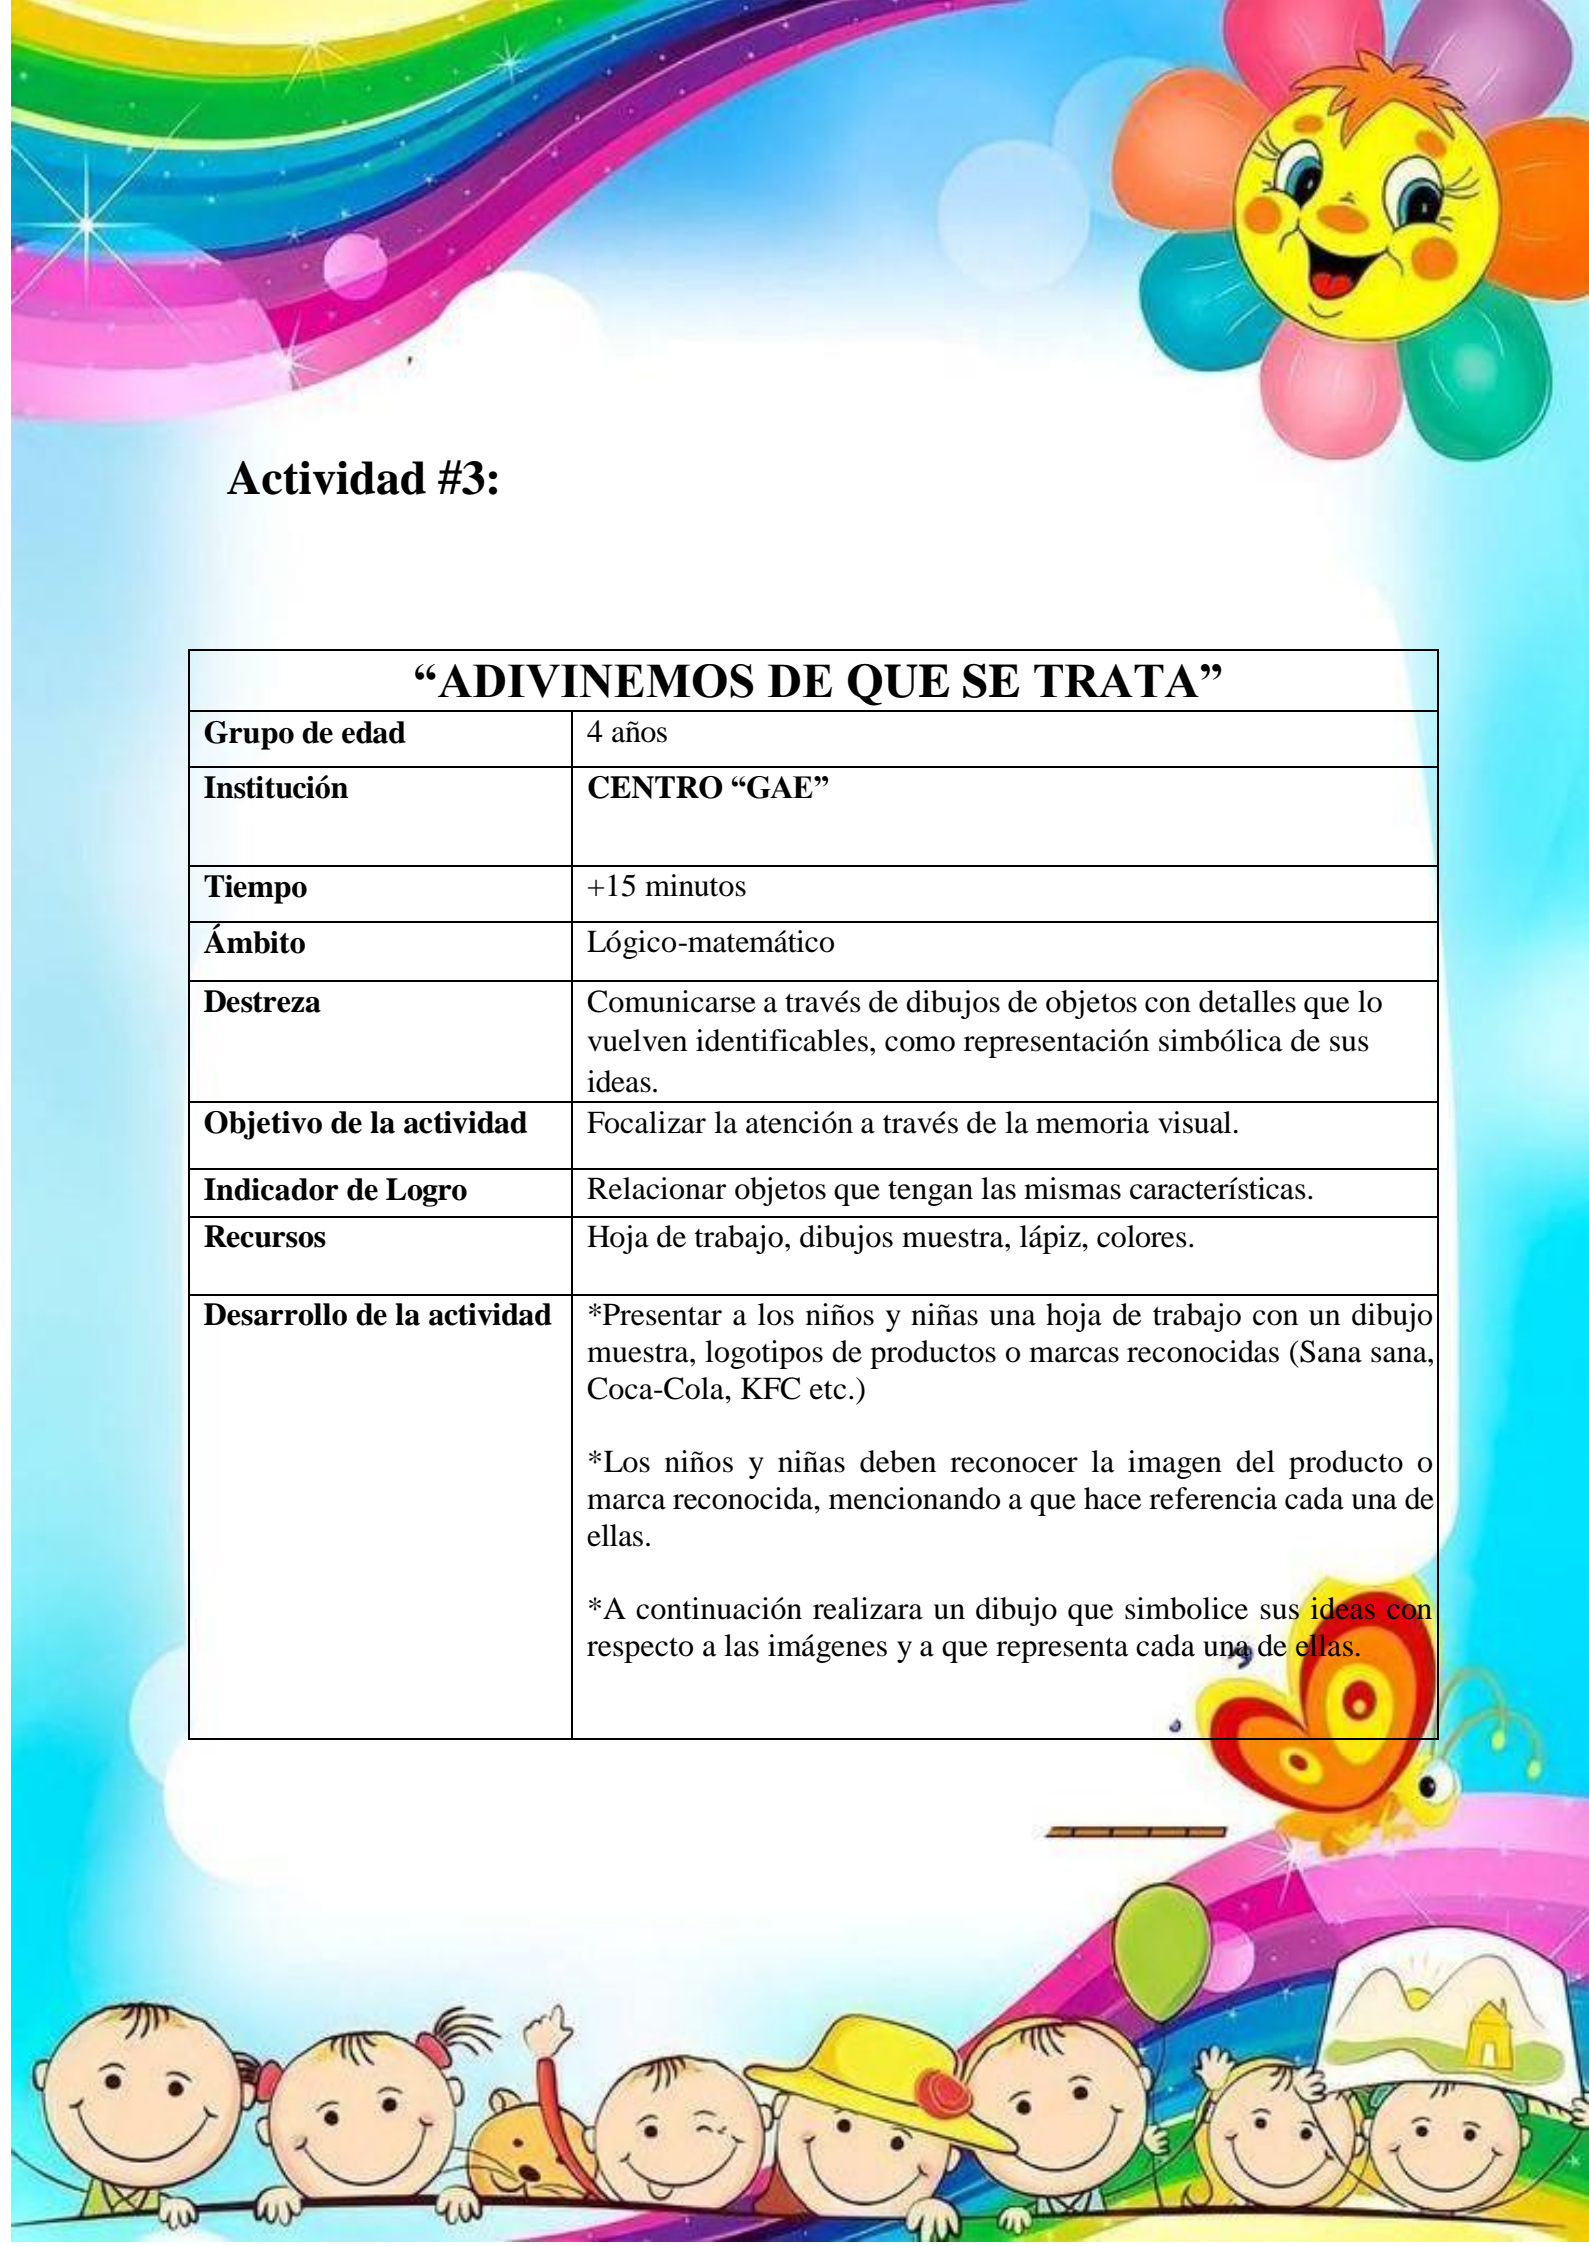 Actividad #3:
“ADIVINEMOS DE QUE SE TRATA”
Grupo de edad
4 años
Institución
CENTRO “GAE”
Tiempo
+15 minutos
Ámbito
Lógico-matemático
Destreza
Comunicarse a través de dibujos de objetos con detalles que lo
vuelven identificables, como representación simbólica de sus
ideas.
Objetivo de la actividad
Focalizar la atención a través de la memoria visual.
Indicador de Logro
Relacionar objetos que tengan las mismas características.
Recursos
Hoja de trabajo, dibujos muestra, lápiz, colores.
Desarrollo de la actividad
*Presentar a los niños y niñas una hoja de trabajo con un dibujo
muestra, logotipos de productos o marcas reconocidas (Sana sana,
Coca-Cola, KFC etc.)
*Los niños y niñas deben reconocer la imagen del producto o
marca reconocida, mencionando a que hace referencia cada una de
ellas.
*A continuación realizara un dibujo que simbolice sus ideas con
respecto a las imágenes y a que representa cada una de ellas.